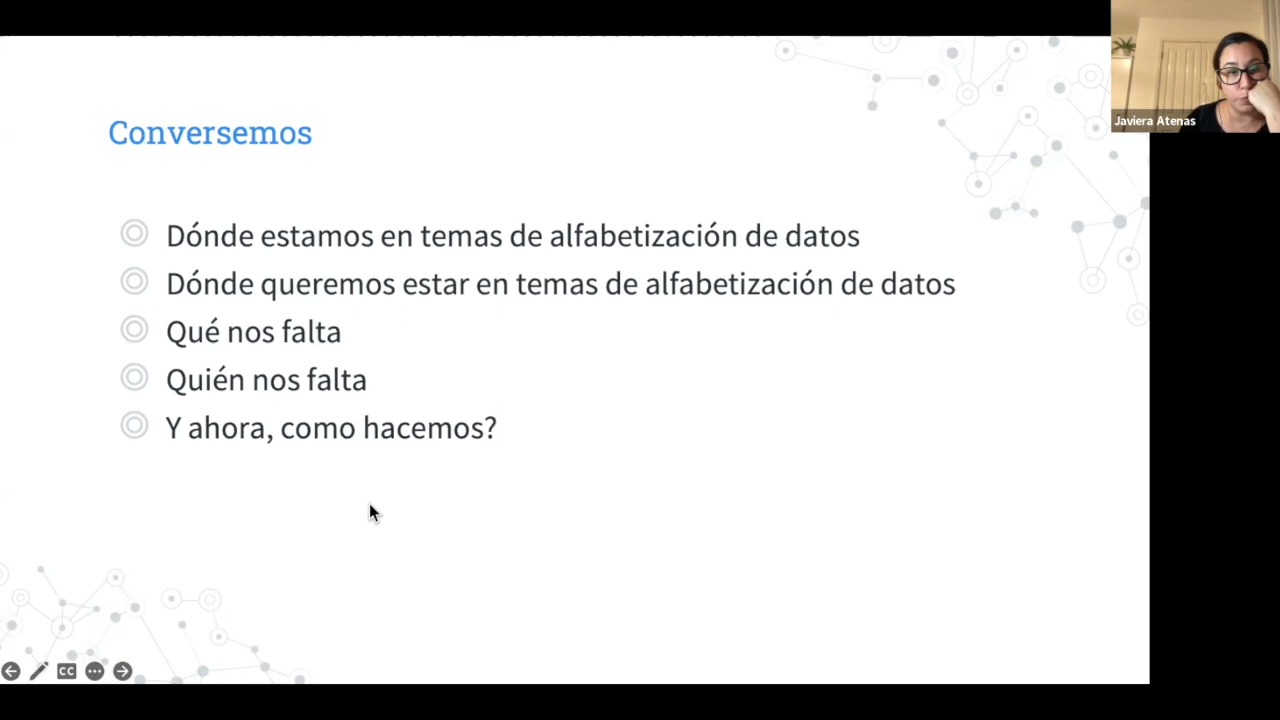 Conversemos
Dónde estamos en temas de alfabetización de datos
Dónde queremos estar en temas de alfabetización de datos
Qué nos falta
Quién nos falta
Y ahora, como hacemos?
Javiera Atenas
CC